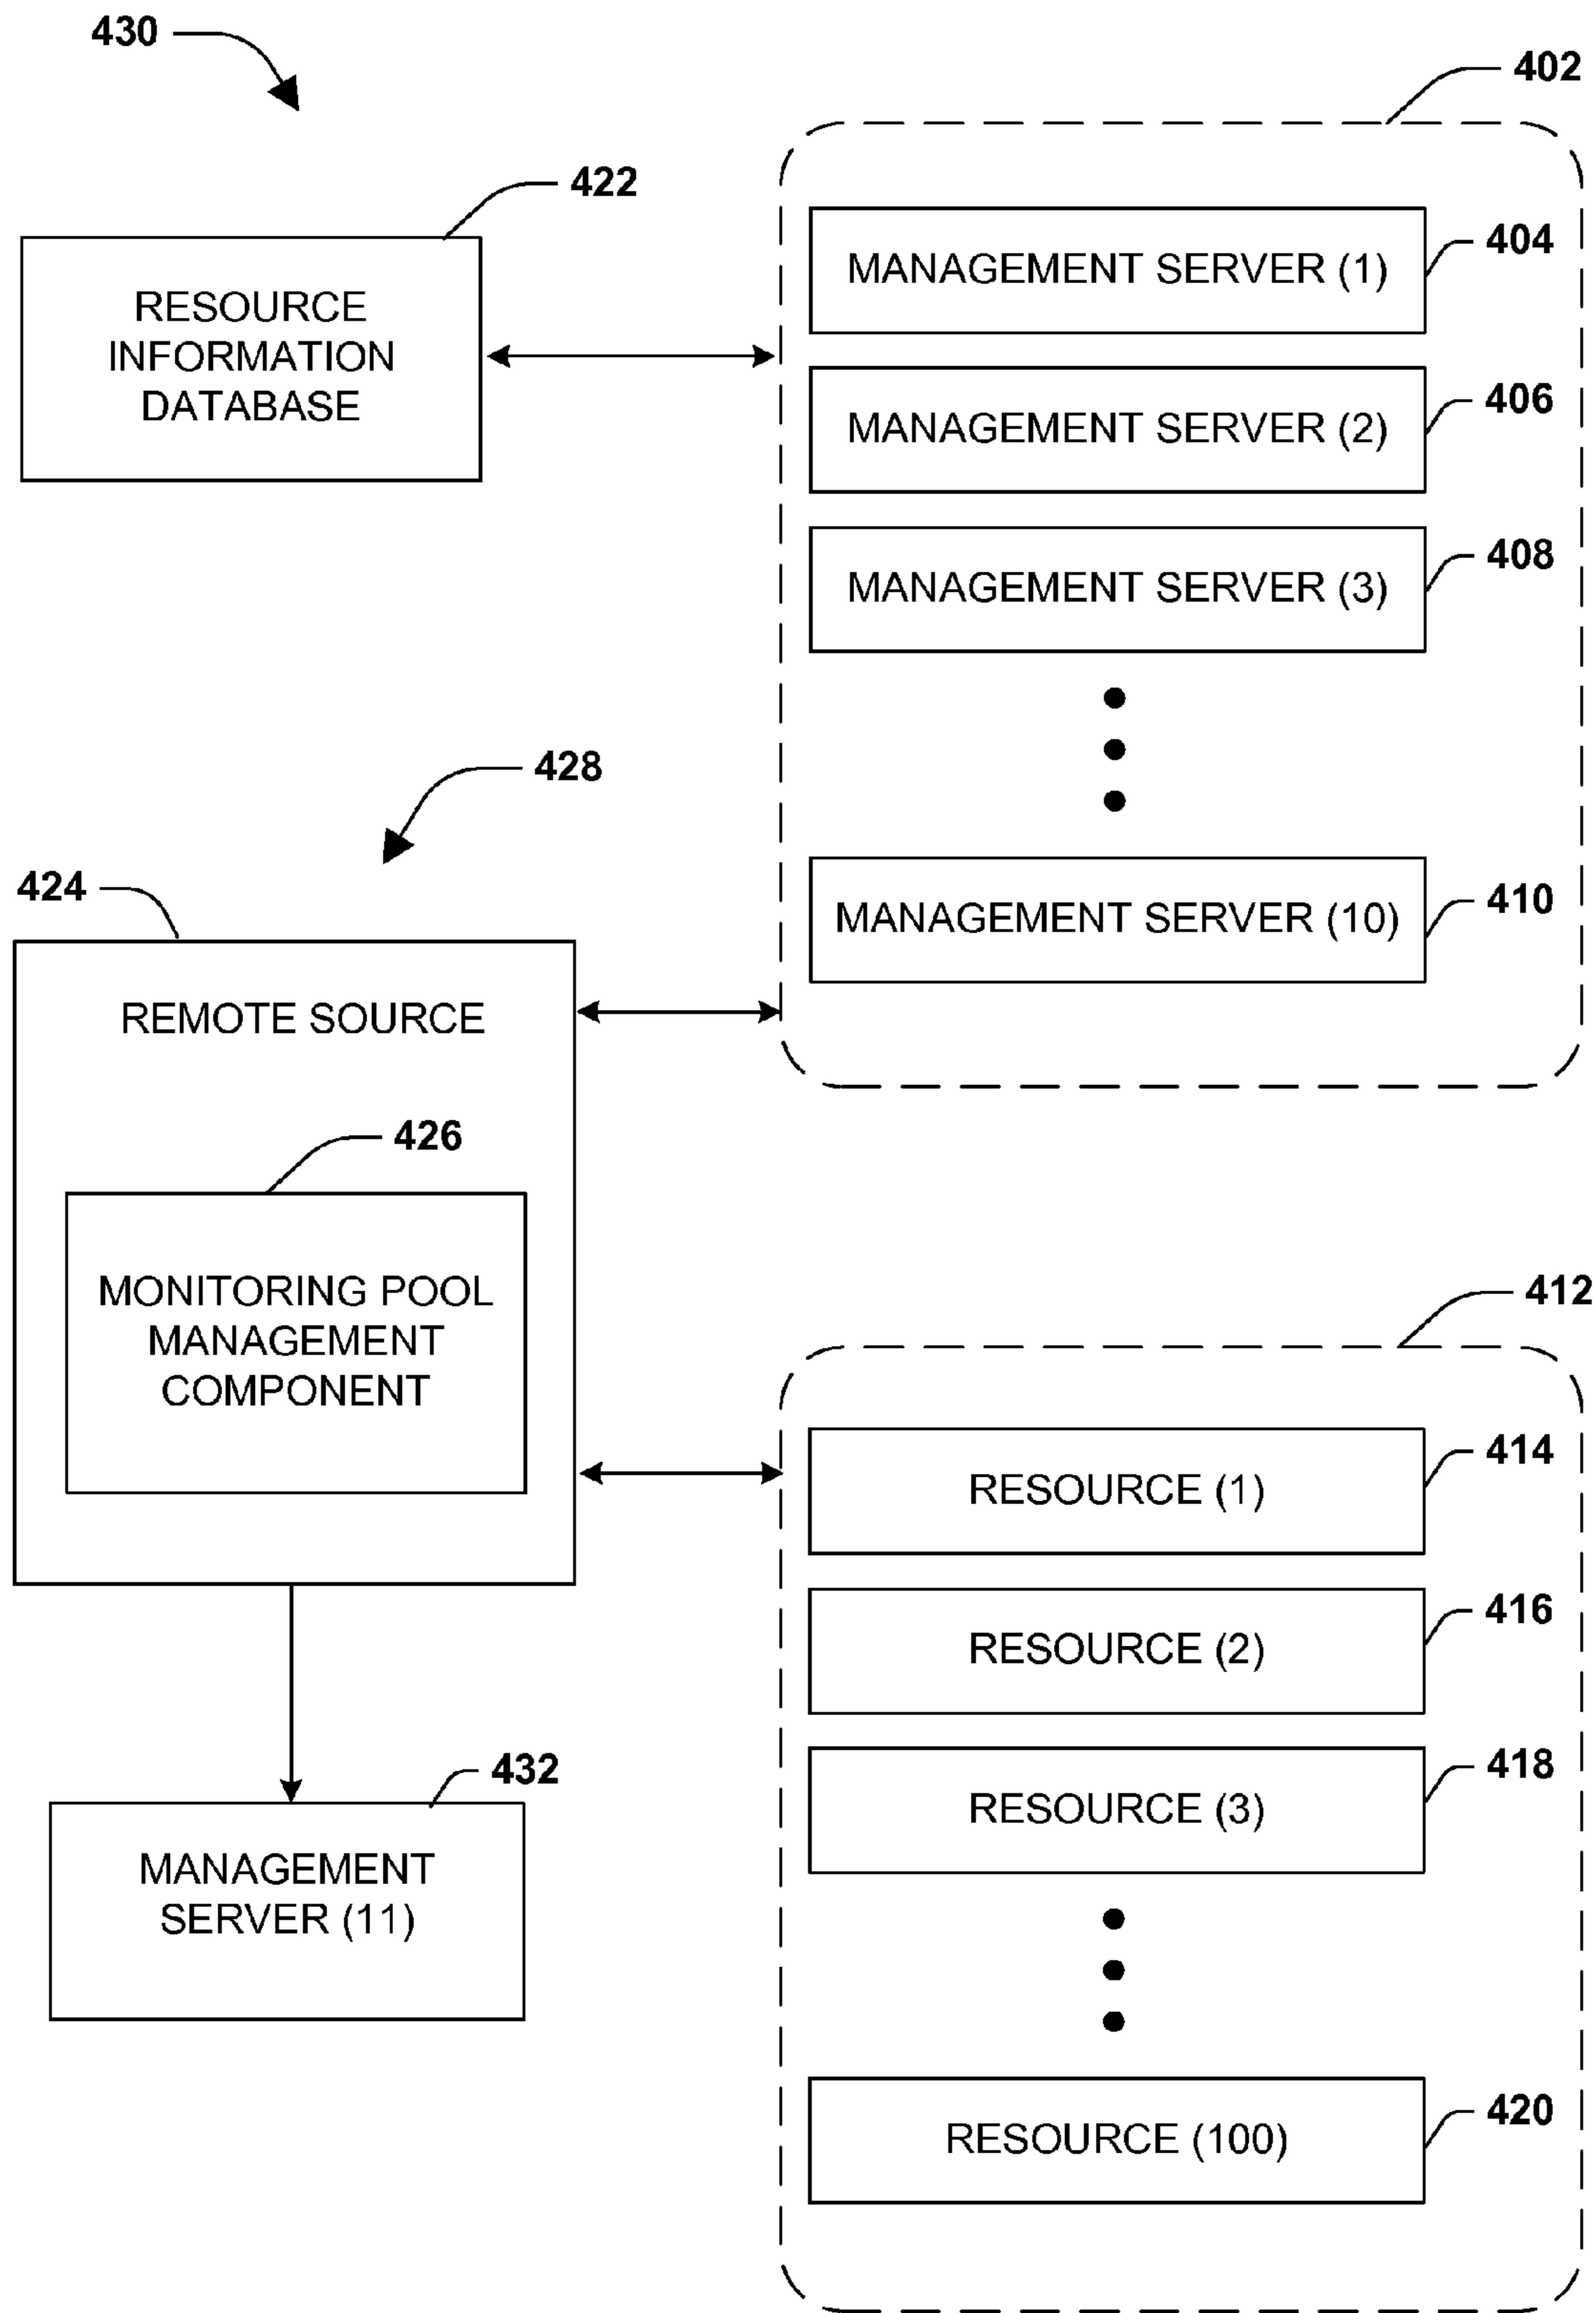 430
402
422
RESOURCE
INFORMATION
DATABASE
MANAGEMENT SERVER (1)
404
MANAGEMENT SERVER (2)
406
MANAGEMENT SERVER (3)
408
MANAGEMENT SERVER (10)
410
428
424
REMOTE SOURCE
426
MONITORING POOL
MANAGEMENT
COMPONENT
412
RESOURCE (1)
414
RESOURCE (2)
416
RESOURCE (3)
418
RESOURCE (100)
420
432
MANAGEMENT
SERVER (11)